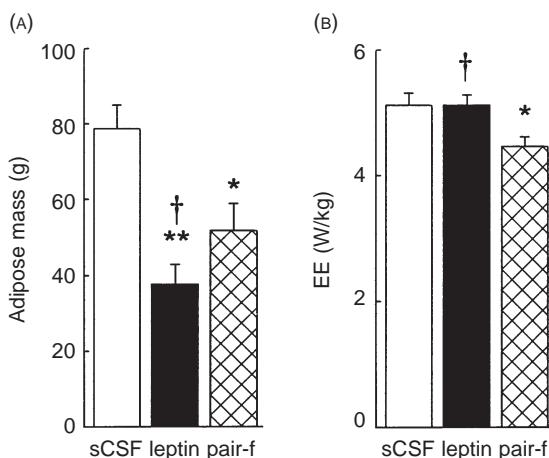 (A)
100
80
60
40
20
0
Adipose mass (g)
†
**
*
sCSF leptin pair-f
(B)
6
4
2
0
EE (W/kg)
†
*
sCSF leptin pair-f